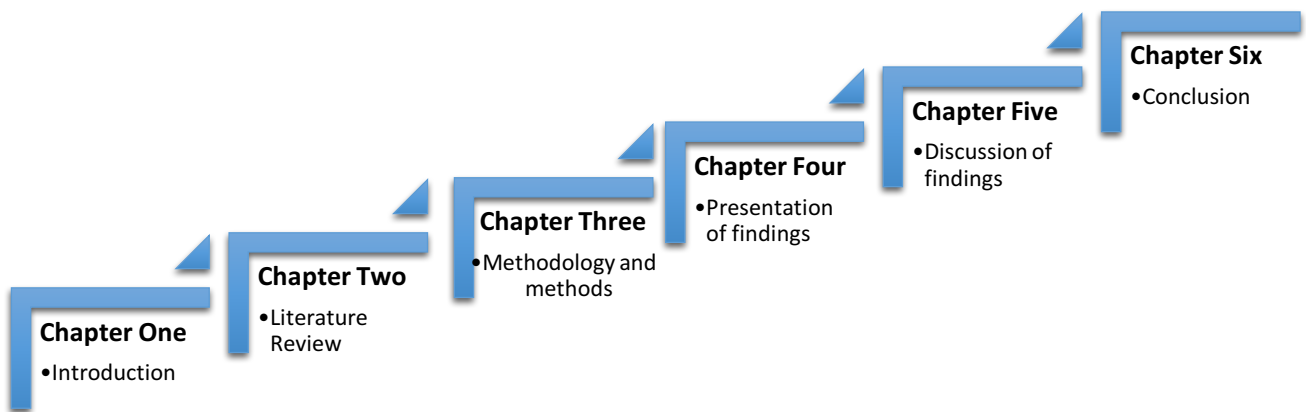 Chapter One
•Introduction
Chapter Two
•Literature
Review
Chapter Three
•Methodology and
methods
Chapter Four
•Presentation
of findings
Chapter Five
•Discussion of
findings
Chapter Six
•Conclusion